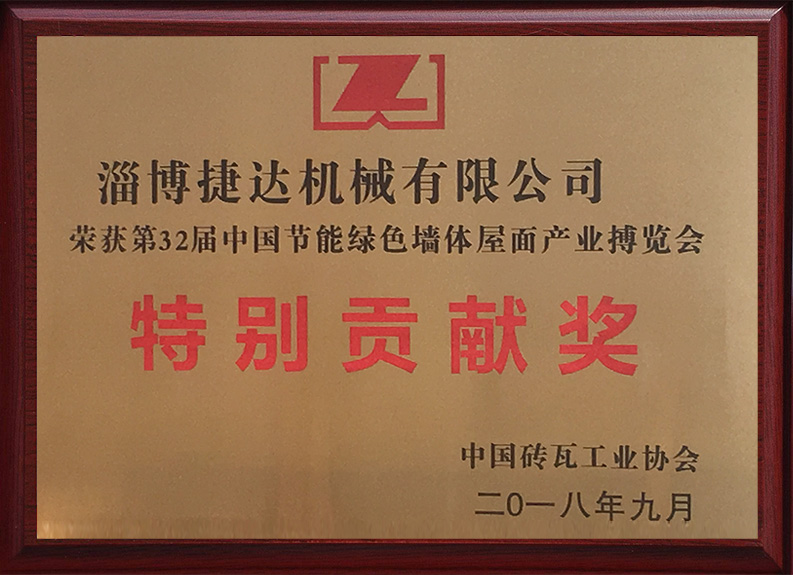 淄博捷达机械有限公司
荣获第32届中国节能绿色墙体屋面产业搏览会
特别贡献奖
中国砖瓦工业协会
二〇一八年九月